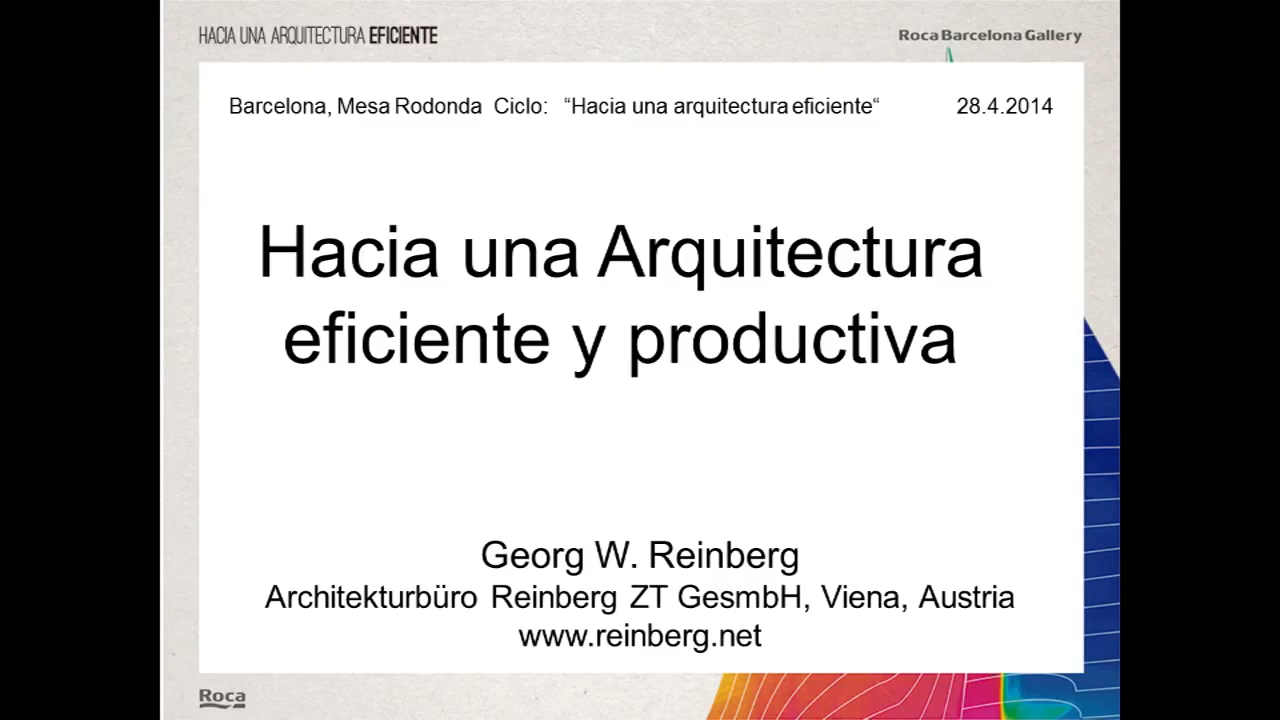 HACIA UNA ARQUITECTURA EFICIENTE
Roca Barcelona Gallery
Barcelona, Mesa Rodonda Ciclo: “Hacia una arquitectura eficiente“ 28.4.2014
Hacia una Arquitectura
eficiente y productiva
Georg W. Reinberg
Architekturbüro Reinberg ZT GesmbH, Viena, Austria
www.reinberg.net
Roca